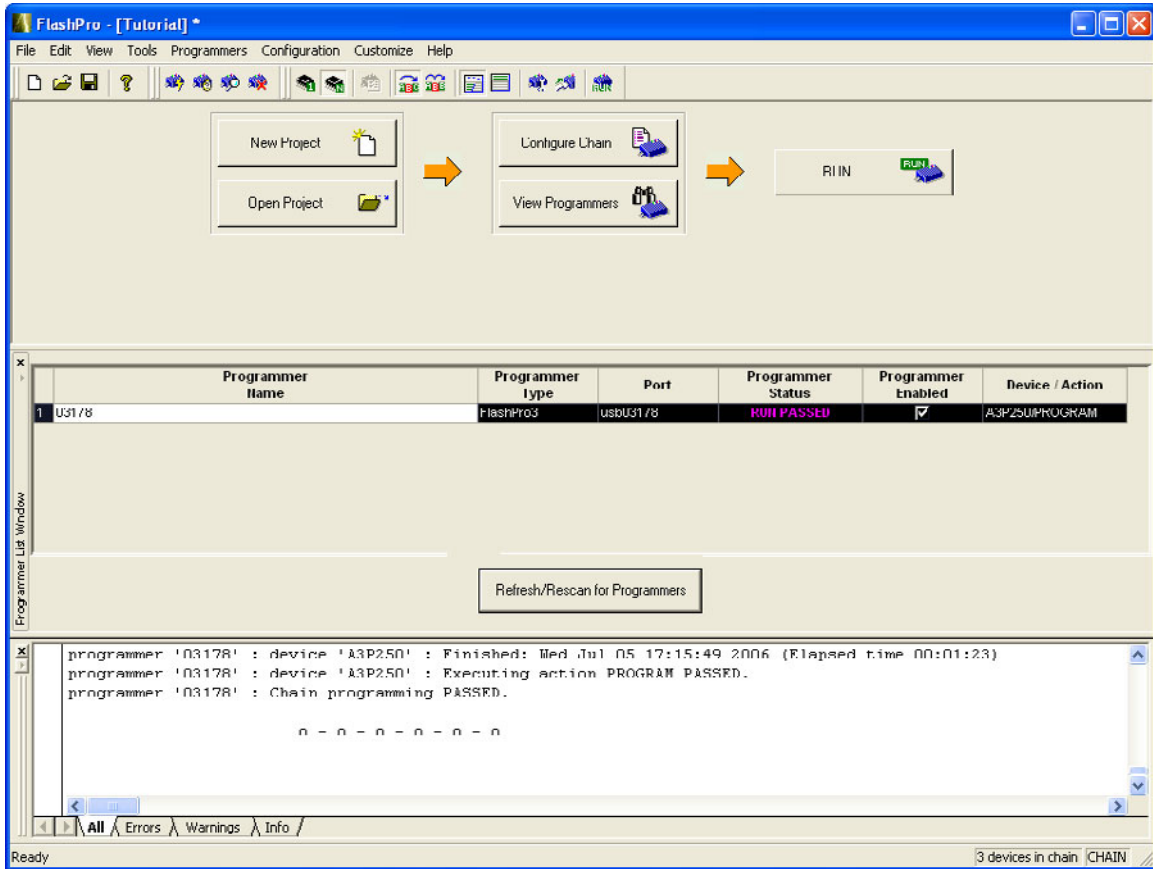 FlashPro - [Tutorial] *
File Edit View Tools Programmers Configuration Customize Help
New Project
Configure Chain
RUN
RUN
Open Project
View Programmers
Programmer Name
Programmer Type
Port
Programmer Status
Programmer Enabled
Device / Action
1 03178 FlashPro3 usb03178 RUN PASSED A3P250/PROGRAM
Programmer List Window
Refresh/Rescan for Programmers
programmer '03178' : device 'A3P250' : Finished: Wed Jul 05 17:15:49 2006 (Elapsed time 00:01:23)
programmer '03178' : device 'A3P250' : Executing action PROGRAM PASSED.
programmer '03178' : Chain programming PASSED.
o - o - o - o - o - o
All Errors Warnings Info
Ready
3 devices in chain CHAIN